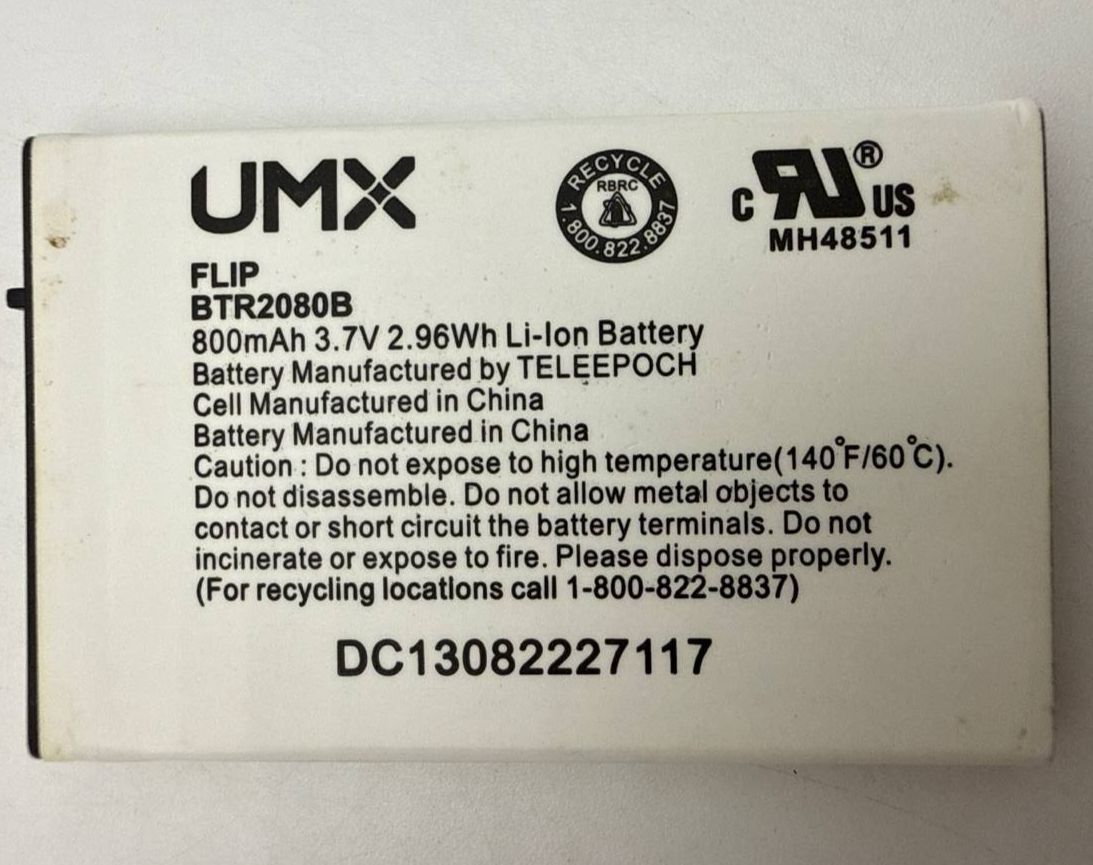 UMX
RECYCLE
RBRC
1.800.822.8837
C RU® US
MH48511
FLIP
BTR2080B
800mAh 3.7V 2.96Wh Li-Ion Battery
Battery Manufactured by TELEEPOCH
Cell Manufactured in China
Battery Manufactured in China
Caution : Do not expose to high temperature(140°F/60°C).
Do not disassemble. Do not allow metal objects to
contact or short circuit the battery terminals. Do not
incinerate or expose to fire. Please dispose properly.
(For recycling locations call 1-800-822-8837)
DC13082227117